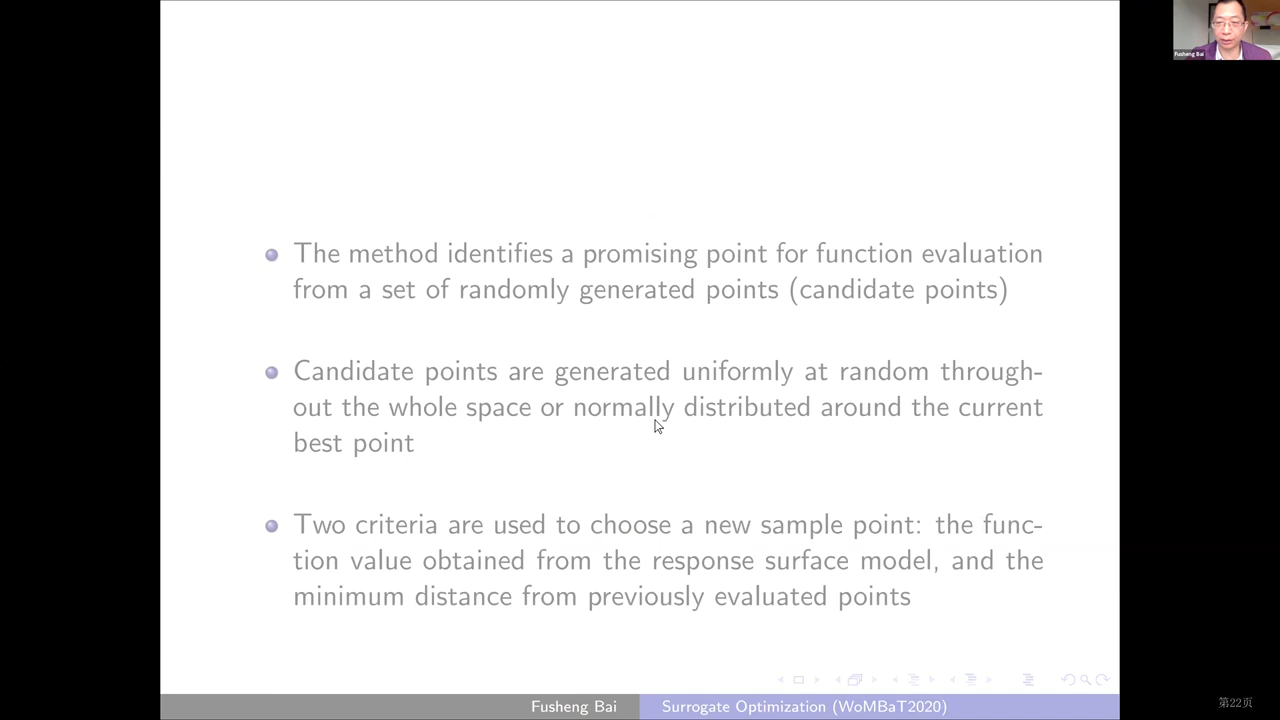 Fusheng Bai
The method identifies a promising point for function evaluation
from a set of randomly generated points (candidate points)
Candidate points are generated uniformly at random through-
out the whole space or normally distributed around the current
best point
Two criteria are used to choose a new sample point: the func-
tion value obtained from the response surface model, and the
minimum distance from previously evaluated points
Fusheng Bai
Surrogate Optimization (WoMBaT2020)
第22页